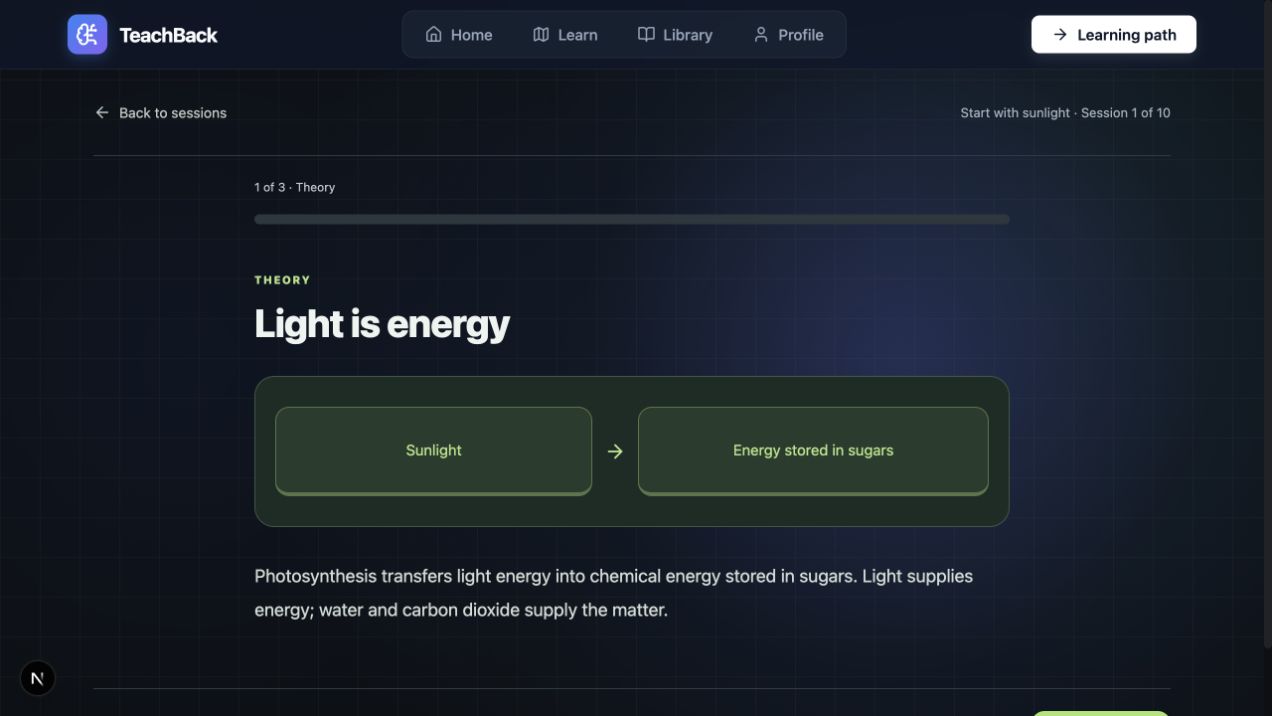 TeachBack
Home
Learn
Library
Profile
Learning path
Back to sessions
Start with sunlight · Session 1 of 10
1 of 3 · Theory
THEORY
Light is energy
Sunlight
Energy stored in sugars
Photosynthesis transfers light energy into chemical energy stored in sugars. Light supplies
energy; water and carbon dioxide supply the matter.
N